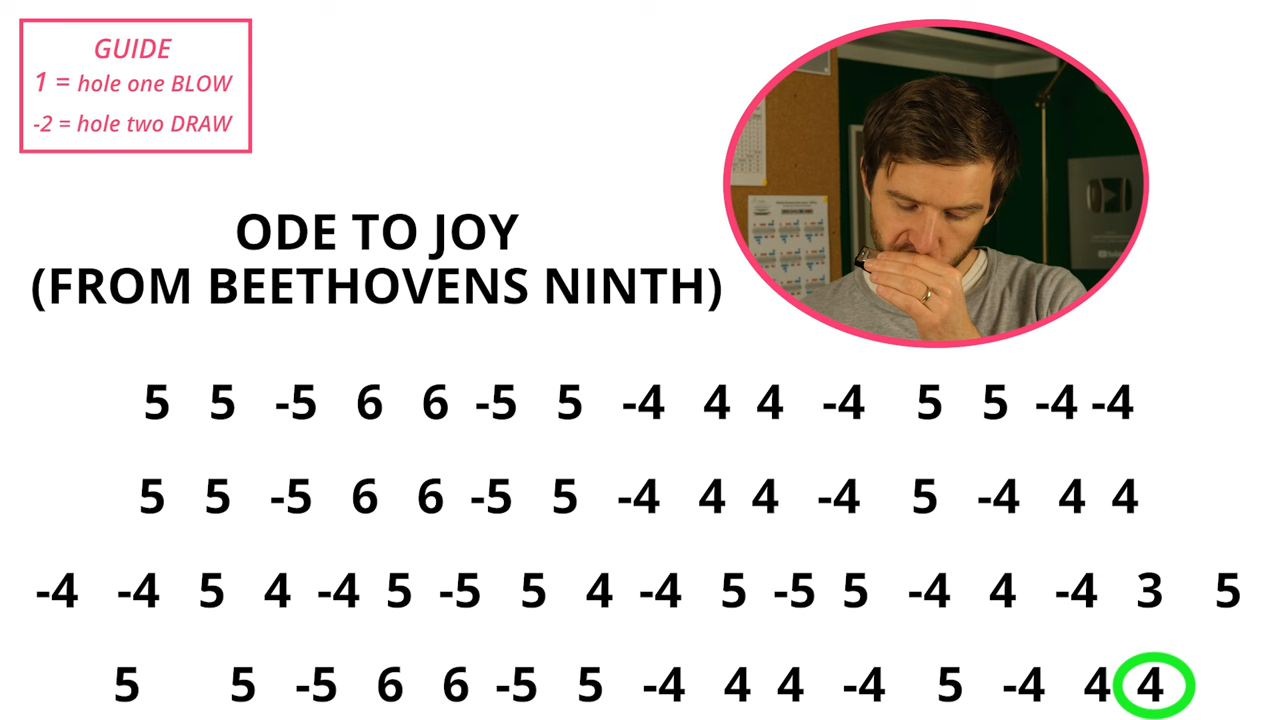 GUIDE
1 = hole one BLOW
-2 = hole two DRAW
ODE TO JOY
(FROM BEETHOVENS NINTH)
5 5 -5 6 6 -5 5 -4 4 4 -4 5 5 -4 -4
5 5 -5 6 6 -5 5 -4 4 4 -4 5 -4 4 4
-4 -4 5 4 -4 5 -5 5 4 -4 5 -5 5 -4 4 -4 3 5
5 5 -5 6 6 -5 5 -4 4 4 -4 5 -4 4 4